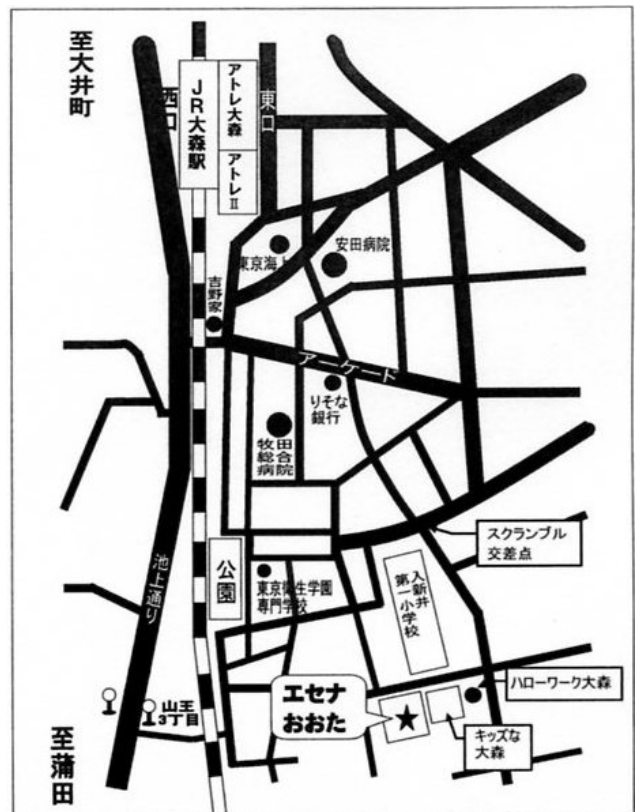 至大井町
西口
JR大森駅
アトレ大森
アトレⅡ
東口
東京海上
安田病院
吉野家
アーケード
りそな
銀行
牧田
総合
病院
スクランブル
交差点
池上通り
公園
東京衛生学園
専門学校
入新井
第一小学校
ハローワーク大森
エセナ
おおた
キッズな
大森
山王
3丁目
至蒲田